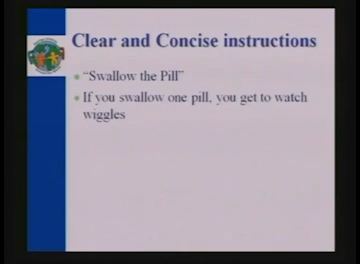 Clear and Concise instructions
“Swallow the Pill”
If you swallow one pill, you get to watch
wiggles